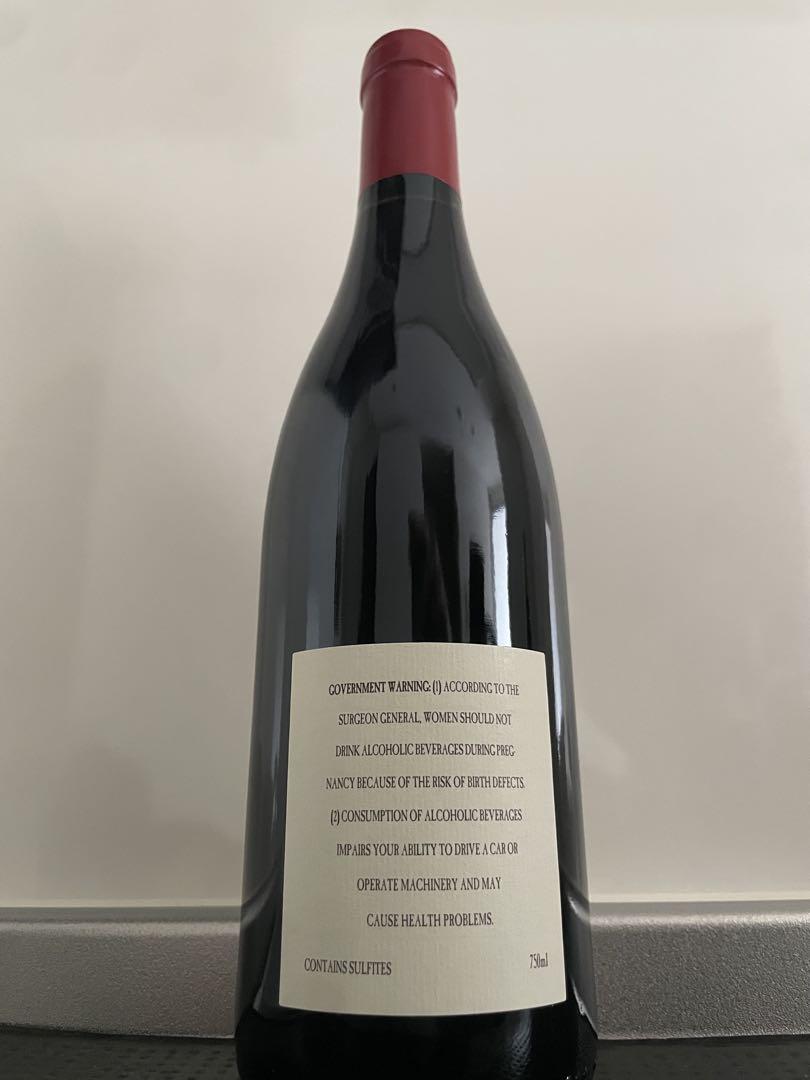 GOVERNMENT WARNING: (1) ACCORDING TO THE
SURGEON GENERAL, WOMEN SHOULD NOT
DRINK ALCOHOLIC BEVERAGES DURING PREG-
NANCY BECAUSE OF THE RISK OF BIRTH DEFECTS.
(2) CONSUMPTION OF ALCOHOLIC BEVERAGES
IMPAIRS YOUR ABILITY TO DRIVE A CAR OR
OPERATE MACHINERY AND MAY
CAUSE HEALTH PROBLEMS.
CONTAINS SULFITES
750ml